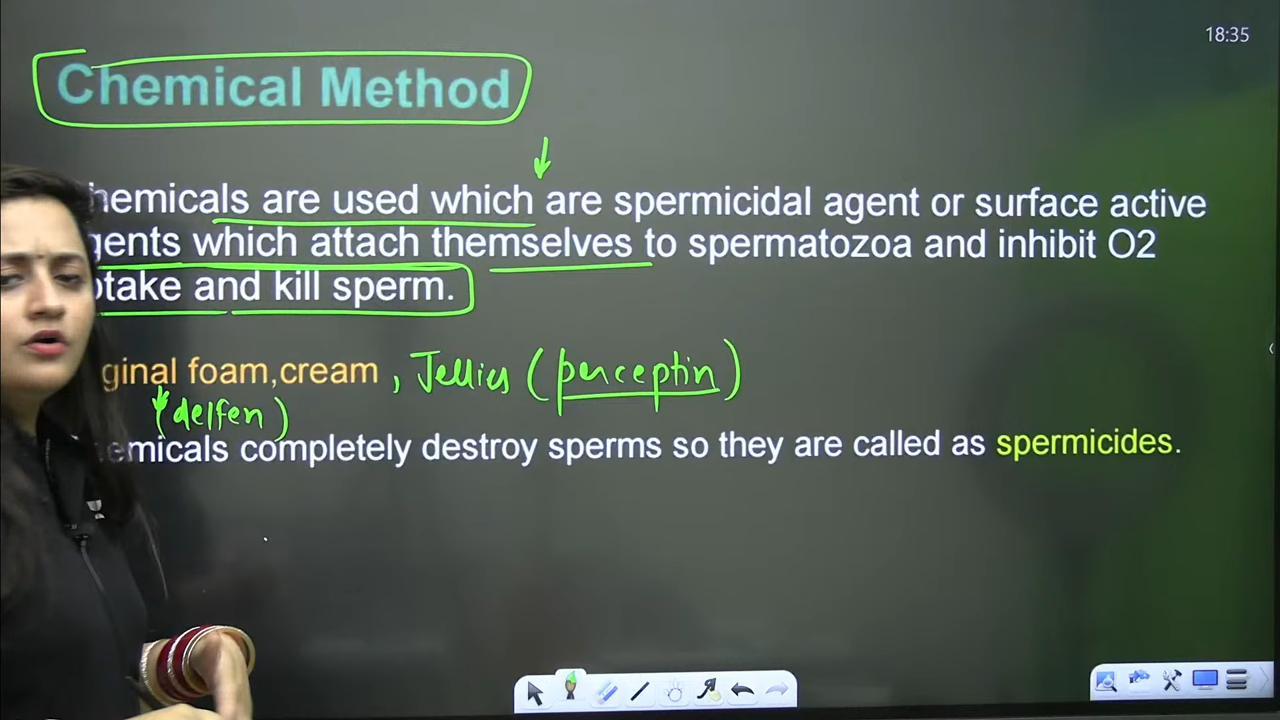 18:35
Chemical Method
hemicals are used which are spermicidal agent or surface active
gents which attach themselves to spermatozoa and inhibit O2
ptake and kill sperm.
ginal foam,cream , Jellies (perceptin)
(delfen)
emicals completely destroy sperms so they are called as spermicides.